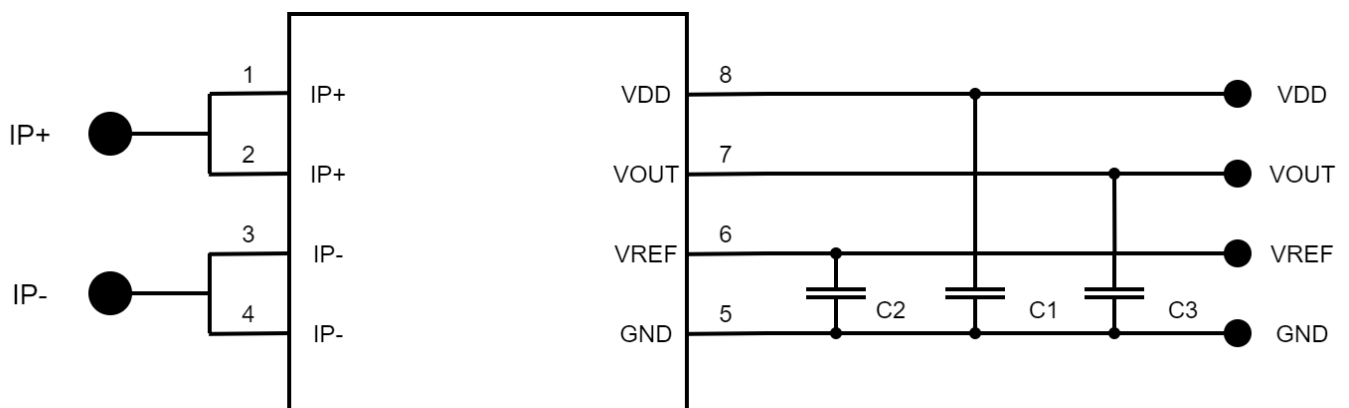 1
IP+
VDD
8
VDD
IP+
2
IP+
VOUT
7
VOUT
3
IP-
VREF
6
VREF
IP-
4
IP-
GND
5
GND
C2
C1
C3